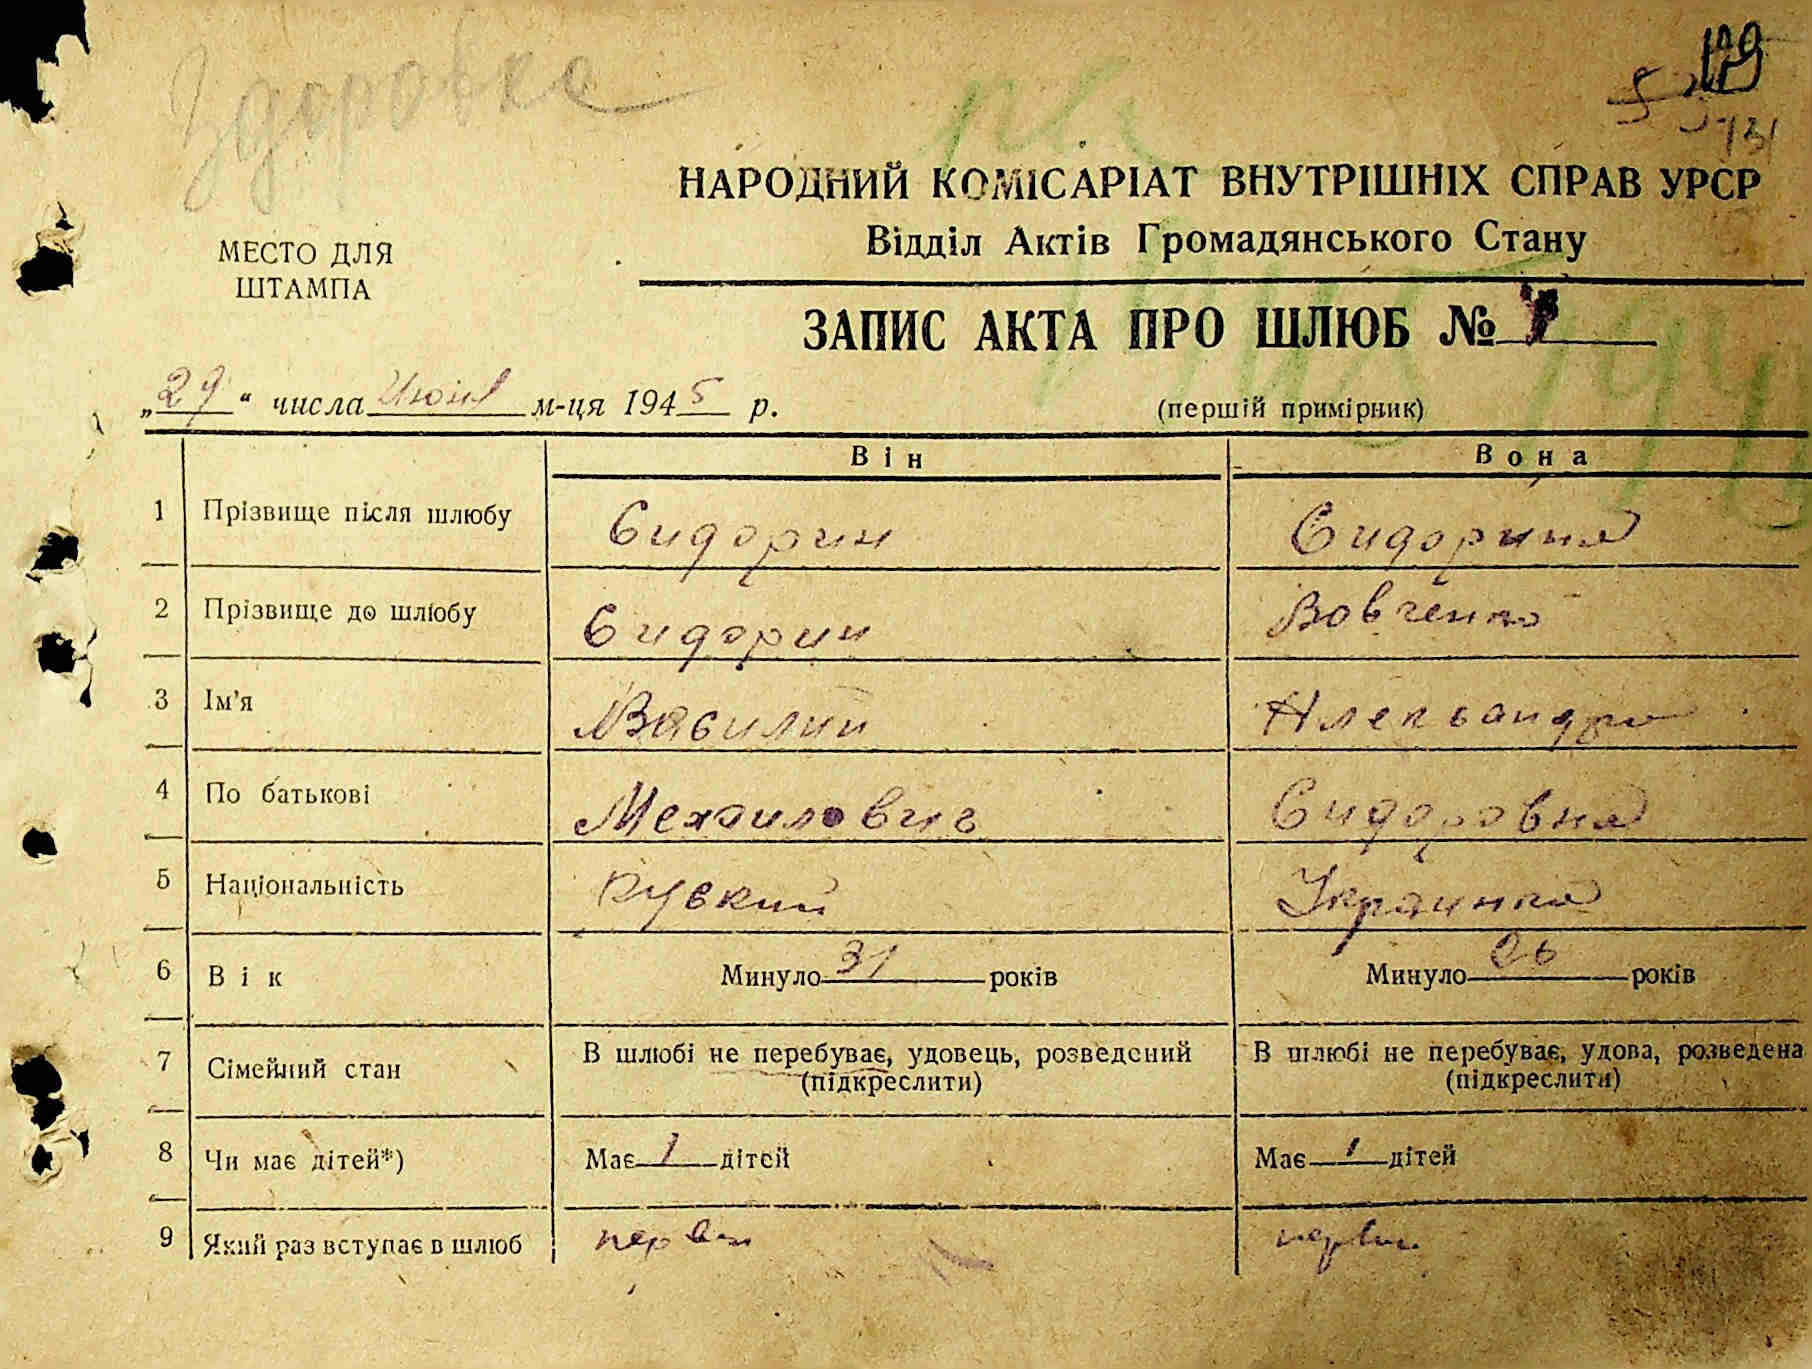 Здоровка
119
131
НАРОДНИЙ КОМІСАРІАТ ВНУТРІШНІХ СПРАВ УРСР
Відділ Актів Громадянського Стану
МЕСТО ДЛЯ
ШТАМПА
ЗАПИС АКТА ПРО ШЛЮБ №
„29“ числа Июня м-ця 1945 р.
(перший примірник)
Він Вона
1 Прізвище після шлюбу Сидорин Сидорина
2 Прізвище до шлюбу Сидорин Вовченко
3 Ім'я Василий Александра
4 По батькові Механлович Сидоровна
5 Національність Руский Украинка
6 Вік Минуло 31 років Минуло 26 років
7 Сімейний стан В шлюбі не перебуває, удовець, розведений В шлюбі не перебуває, удова, розведена
(підкреслити) (підкреслити)
8 Чи має дітей*) Має 1 дітей Має 1 дітей
9 Який раз вступає в шлюб первый первый